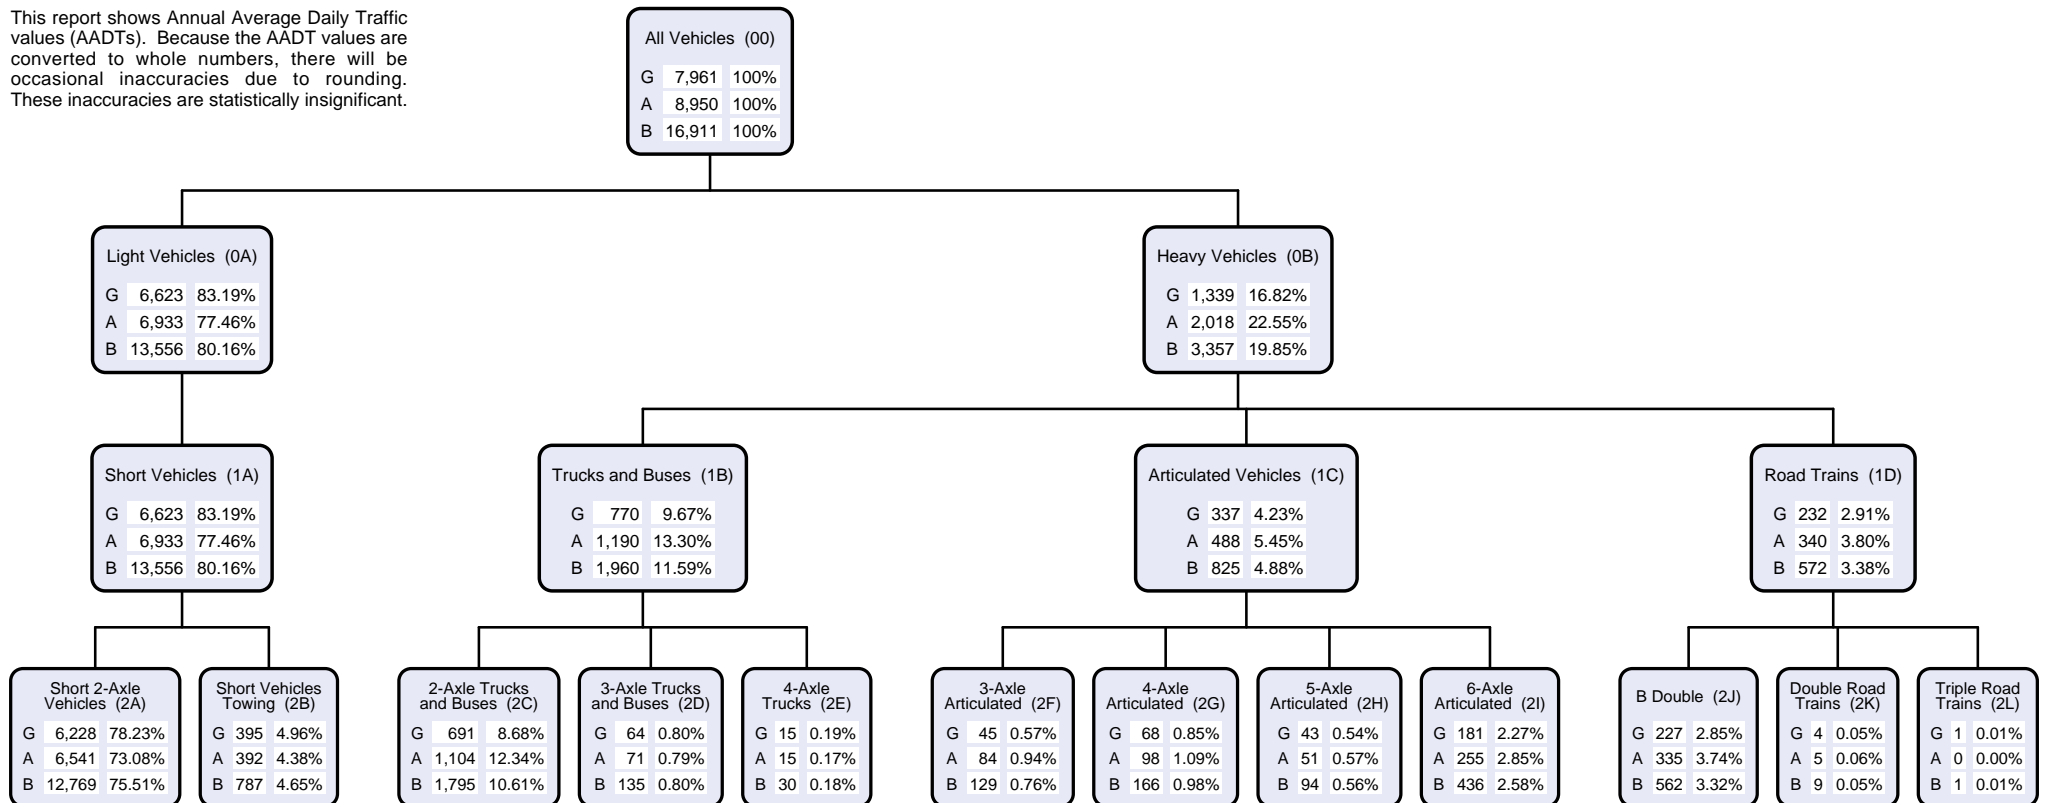 This report shows Annual Average Daily Traffic
values (AADTs). Because the AADT values are
converted to whole numbers, there will be
occasional inaccuracies due to rounding.
These inaccuracies are statistically insignificant.
All Vehicles (00)
G 7,961 100%
A 8,950 100%
B 16,911 100%
Light Vehicles (0A)
G 6,623 83.19%
A 6,933 77.46%
B 13,556 80.16%
Heavy Vehicles (0B)
G 1,339 16.82%
A 2,018 22.55%
B 3,357 19.85%
Short Vehicles (1A)
G 6,623 83.19%
A 6,933 77.46%
B 13,556 80.16%
Trucks and Buses (1B)
G 770 9.67%
A 1,190 13.30%
B 1,960 11.59%
Articulated Vehicles (1C)
G 337 4.23%
A 488 5.45%
B 825 4.88%
Road Trains (1D)
G 232 2.91%
A 340 3.80%
B 572 3.38%
Short 2-Axle
Vehicles (2A)
G 6,228 78.23%
A 6,541 73.08%
B 12,769 75.51%
Short Vehicles
Towing (2B)
G 395 4.96%
A 392 4.38%
B 787 4.65%
2-Axle Trucks
and Buses (2C)
G 691 8.68%
A 1,104 12.34%
B 1,795 10.61%
3-Axle Trucks
and Buses (2D)
G 64 0.80%
A 71 0.79%
B 135 0.80%
4-Axle
Trucks (2E)
G 15 0.19%
A 15 0.17%
B 30 0.18%
3-Axle
Articulated (2F)
G 45 0.57%
A 84 0.94%
B 129 0.76%
4-Axle
Articulated (2G)
G 68 0.85%
A 98 1.09%
B 166 0.98%
5-Axle
Articulated (2H)
G 43 0.54%
A 51 0.57%
B 94 0.56%
6-Axle
Articulated (2I)
G 181 2.27%
A 255 2.85%
B 436 2.58%
B Double (2J)
G 227 2.85%
A 335 3.74%
B 562 3.32%
Double Road
Trains (2K)
G 4 0.05%
A 5 0.06%
B 9 0.05%
Triple Road
Trains (2L)
G 1 0.01%
A 0 0.00%
B 1 0.01%